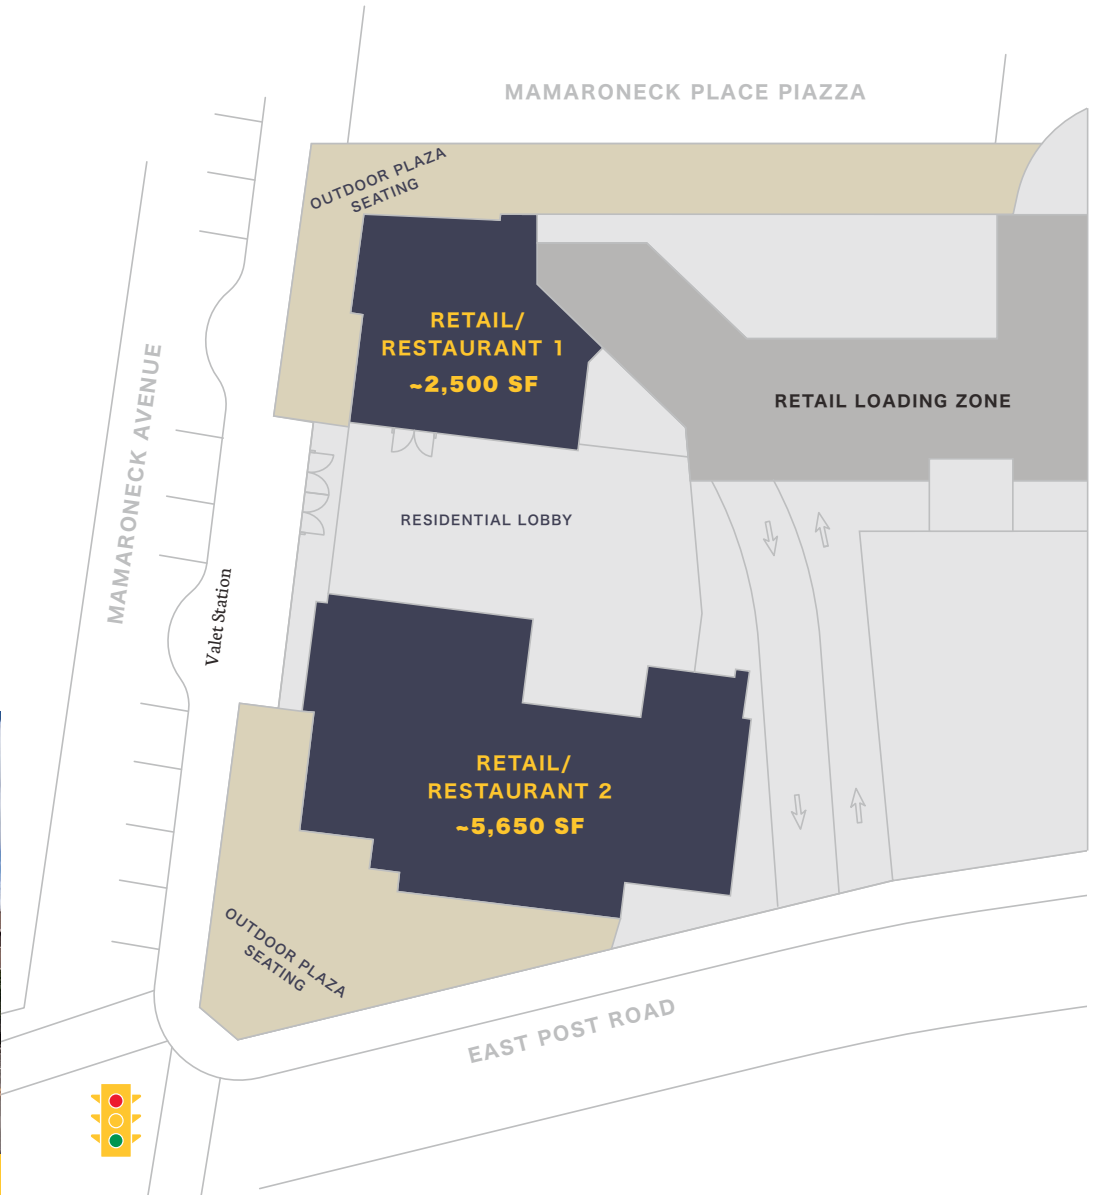 MAMARONECK PLACE PIAZZA
OUTDOOR PLAZA
SEATING
RETAIL/
RESTAURANT 1
~2,500 SF
RETAIL LOADING ZONE
MAMARONECK AVENUE
RESIDENTIAL LOBBY
Valet Station
RETAIL/
RESTAURANT 2
~5,650 SF
OUTDOOR PLAZA
SEATING
EAST POST ROAD